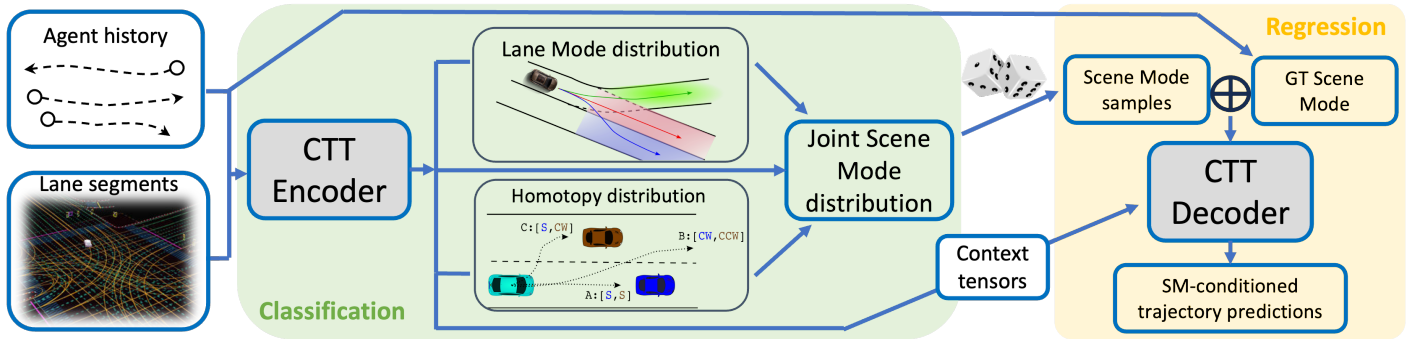 Agent history
Lane segments
CTT
Encoder
Classification
Lane Mode distribution
Homotopy distribution
C:[S,CW]
B:[CW,CCW]
A:[S,S]
Joint Scene
Mode
distribution
Context
tensors
Regression
Scene Mode
samples
GT Scene
Mode
CTT
Decoder
SM-conditioned
trajectory predictions